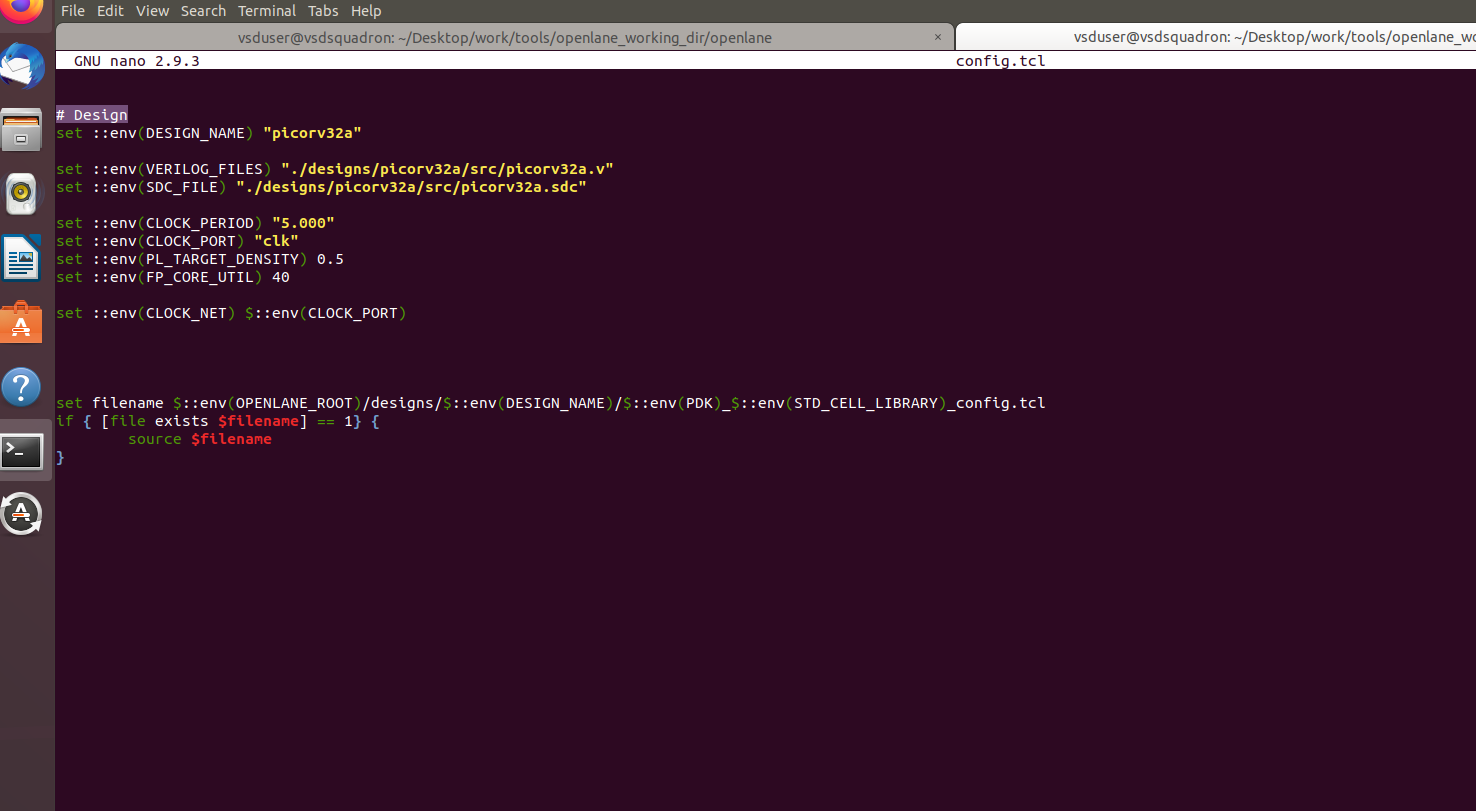 File Edit View Search Terminal Tabs Help
vsduser@vsdsquadron: ~/Desktop/work/tools/openlane_working_dir/openlane ×
vsduser@vsdsquadron: ~/Desktop/work/tools/openlane_wo
GNU nano 2.9.3 config.tcl
# Design
set ::env(DESIGN_NAME) "picorv32a"
set ::env(VERILOG_FILES) "./designs/picorv32a/src/picorv32a.v"
set ::env(SDC_FILE) "./designs/picorv32a/src/picorv32a.sdc"
set ::env(CLOCK_PERIOD) "5.000"
set ::env(CLOCK_PORT) "clk"
set ::env(PL_TARGET_DENSITY) 0.5
set ::env(FP_CORE_UTIL) 40
set ::env(CLOCK_NET) $::env(CLOCK_PORT)
set filename $::env(OPENLANE_ROOT)/designs/$::env(DESIGN_NAME)/$::env(PDK)_$::env(STD_CELL_LIBRARY)_config.tcl
if { [file exists $filename] == 1} {
        source $filename
}